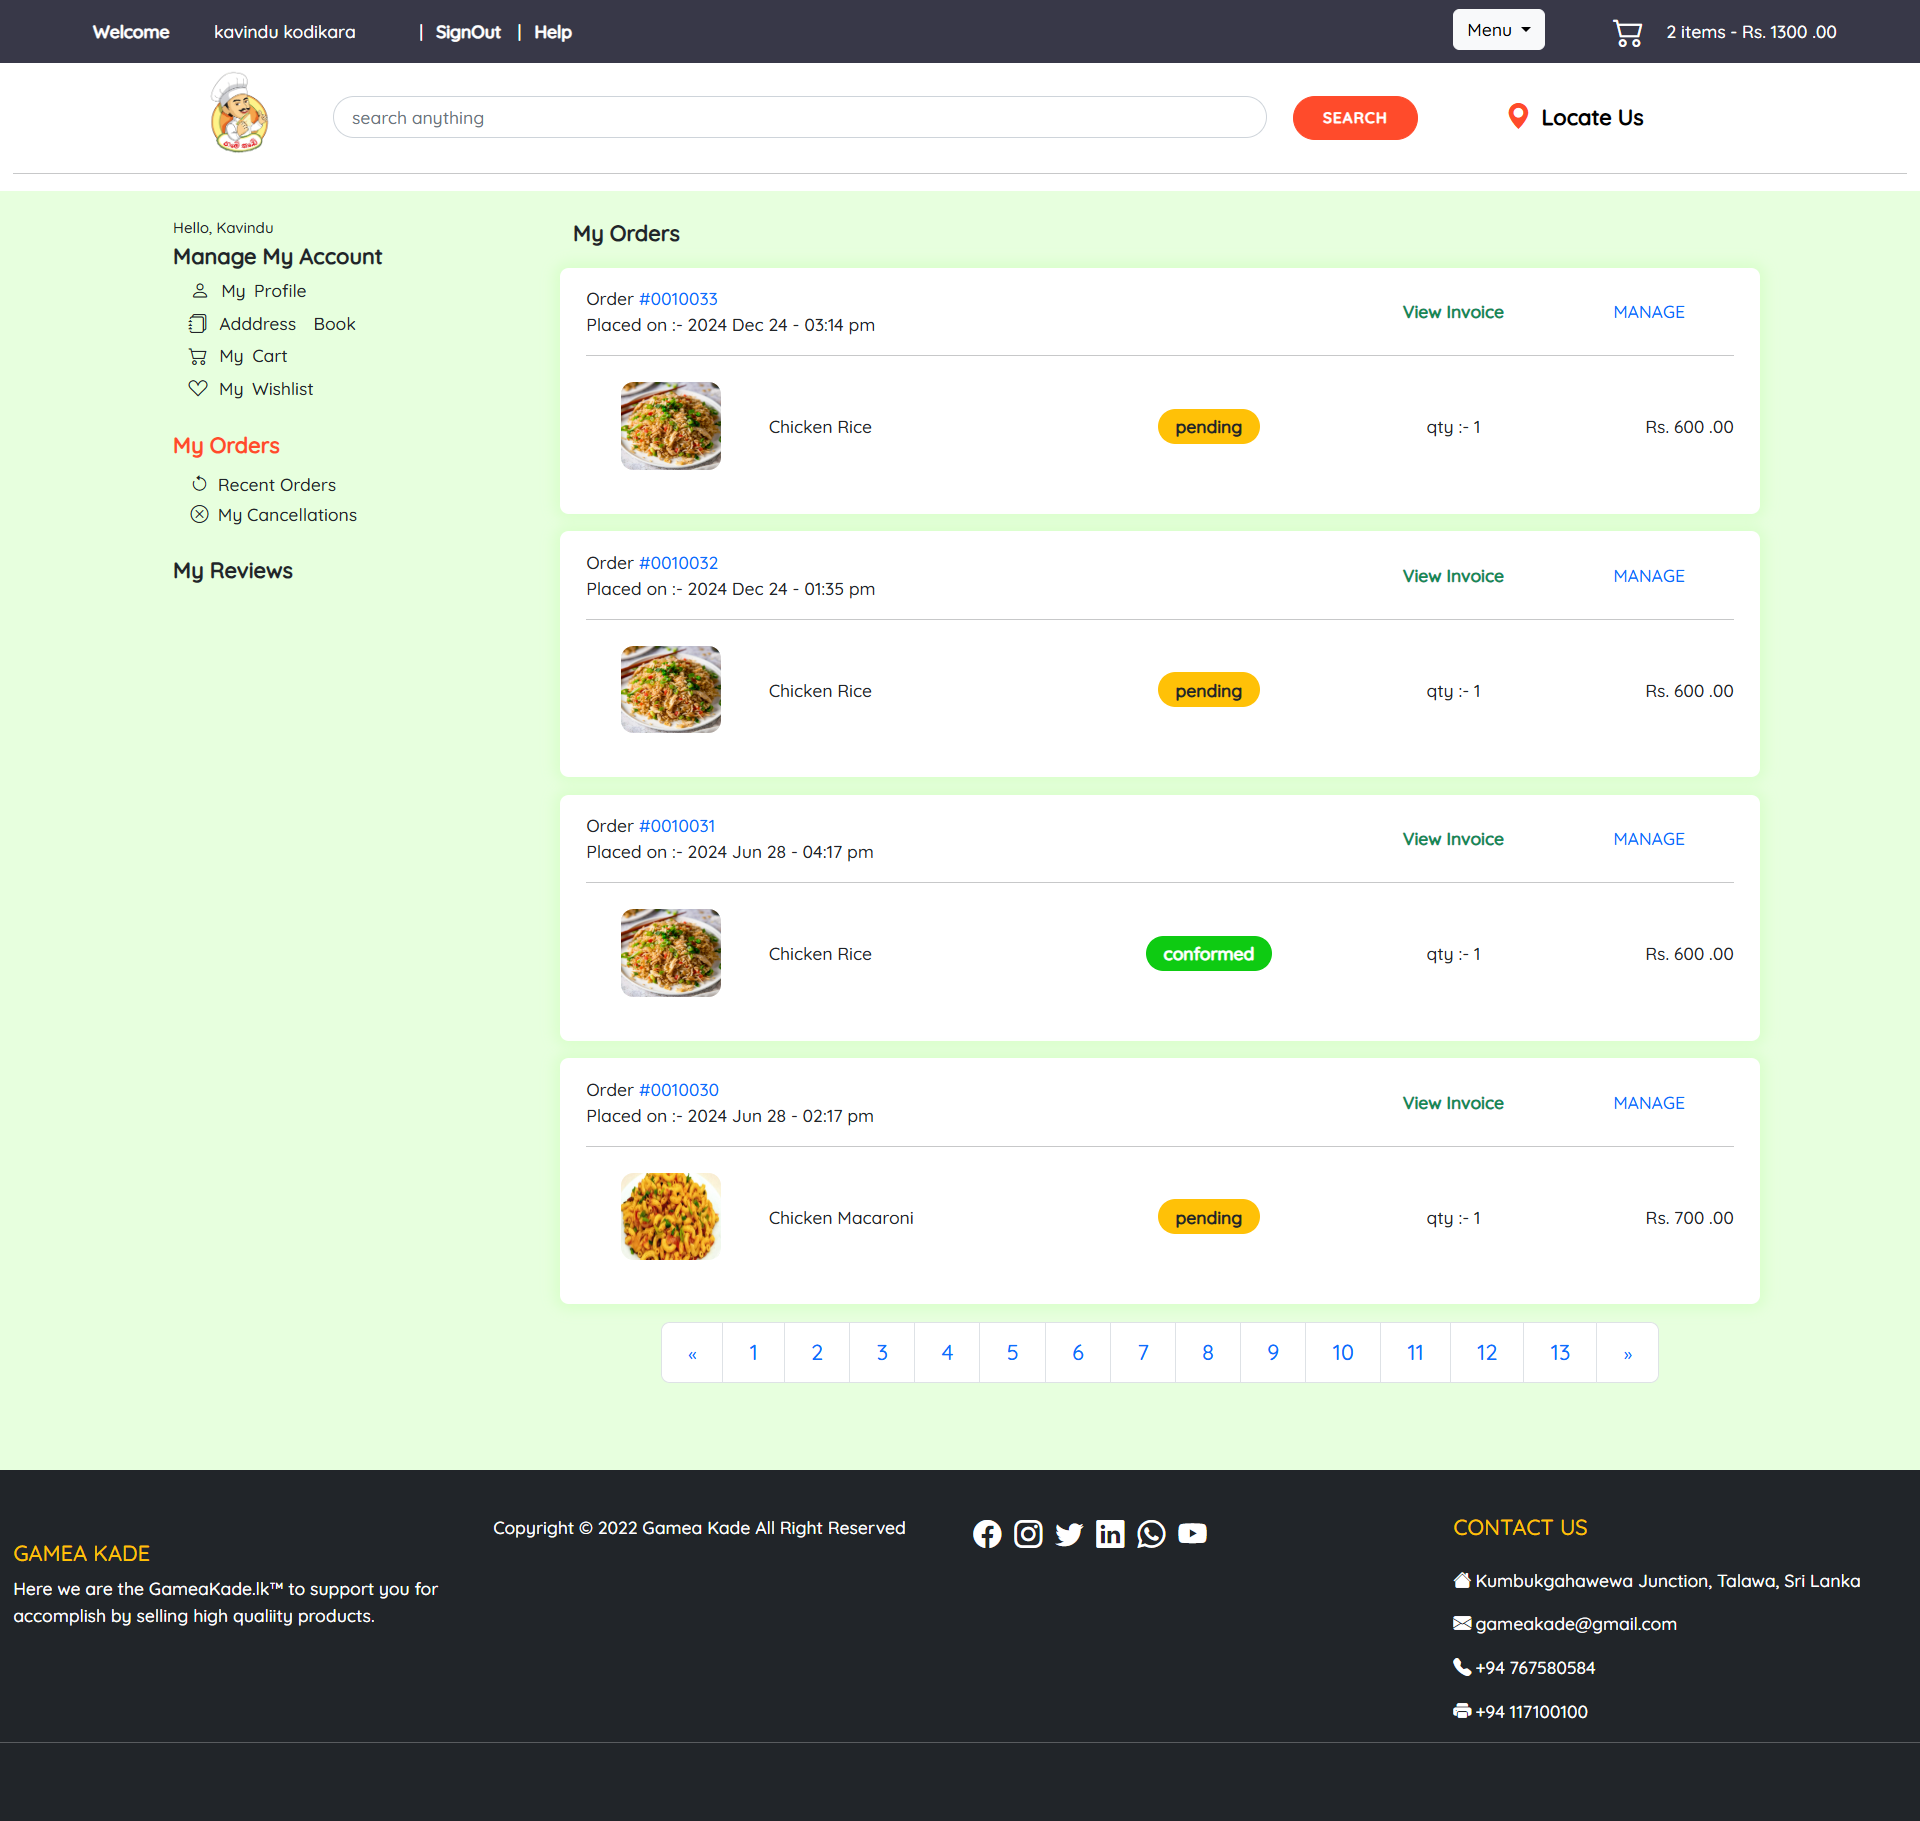 Welcome kavindu kodikara | SignOut | Help Menu 2 items - Rs. 1300 .00
search anything SEARCH Locate Us
Hello, Kavindu
Manage My Account
My Profile
Adddress Book
My Cart
My Wishlist
My Orders
Recent Orders
My Cancellations
My Reviews
My Orders
Order #0010033
Placed on :- 2024 Dec 24 - 03:14 pm
View Invoice MANAGE
Chicken Rice pending qty :- 1 Rs. 600 .00
Order #0010032
Placed on :- 2024 Dec 24 - 01:35 pm
View Invoice MANAGE
Chicken Rice pending qty :- 1 Rs. 600 .00
Order #0010031
Placed on :- 2024 Jun 28 - 04:17 pm
View Invoice MANAGE
Chicken Rice conformed qty :- 1 Rs. 600 .00
Order #0010030
Placed on :- 2024 Jun 28 - 02:17 pm
View Invoice MANAGE
Chicken Macaroni pending qty :- 1 Rs. 700 .00
« 1 2 3 4 5 6 7 8 9 10 11 12 13 »
GAMEA KADE
Here we are the GameaKade.lk™ to support you for
accomplish by selling high qualiity products.
Copyright © 2022 Gamea Kade All Right Reserved
CONTACT US
Kumbukgahawewa Junction, Talawa, Sri Lanka
gameakade@gmail.com
+94 767580584
+94 117100100